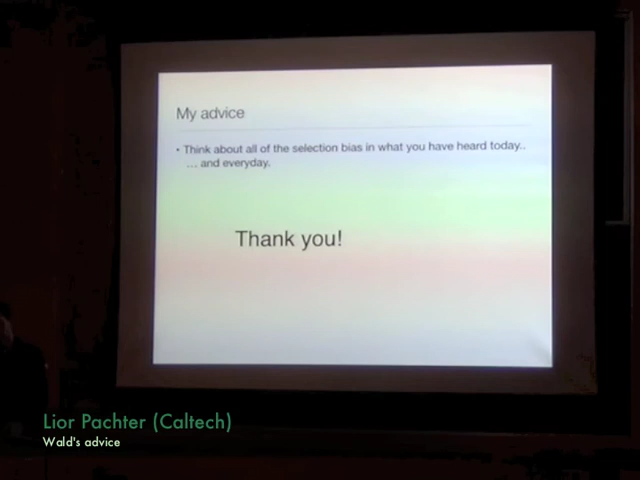 My advice
• Think about all of the selection bias in what you have heard today..
... and everyday.
Thank you!
Lior Pachter (Caltech)
Wald's advice